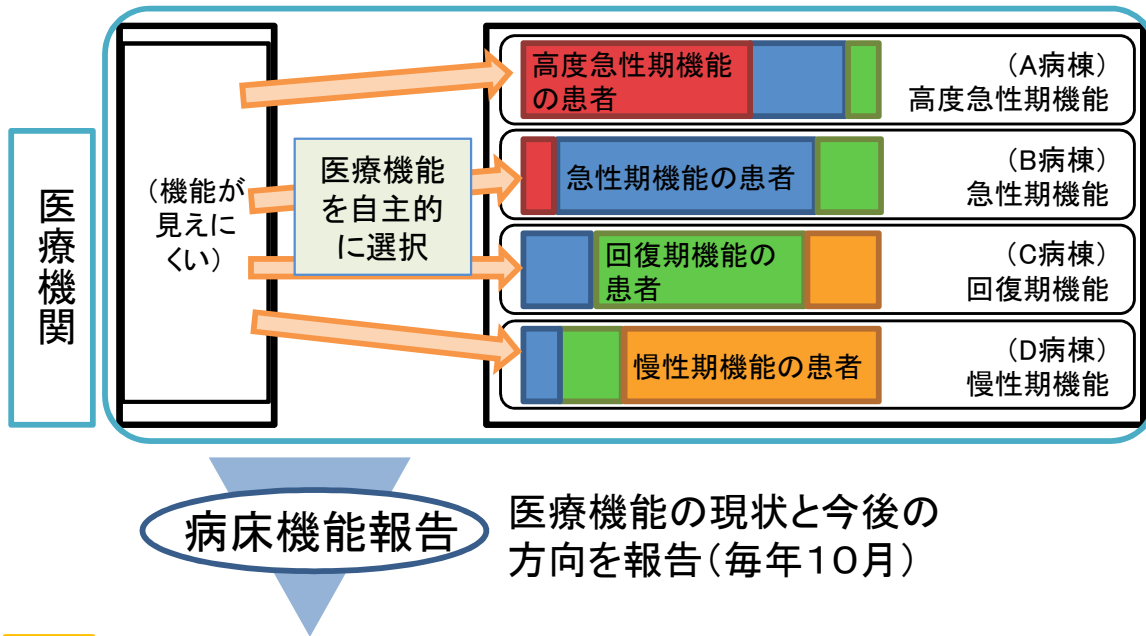 医療機関
(機能が
見えに
くい)
医療機能
を自主的
に選択
高度急性期機能
の患者
(A病棟)
高度急性期機能
急性期機能の患者
(B病棟)
急性期機能
回復期機能の
患者
(C病棟)
回復期機能
慢性期機能の患者
(D病棟)
慢性期機能
病床機能報告
医療機能の現状と今後の
方向を報告(毎年10月)